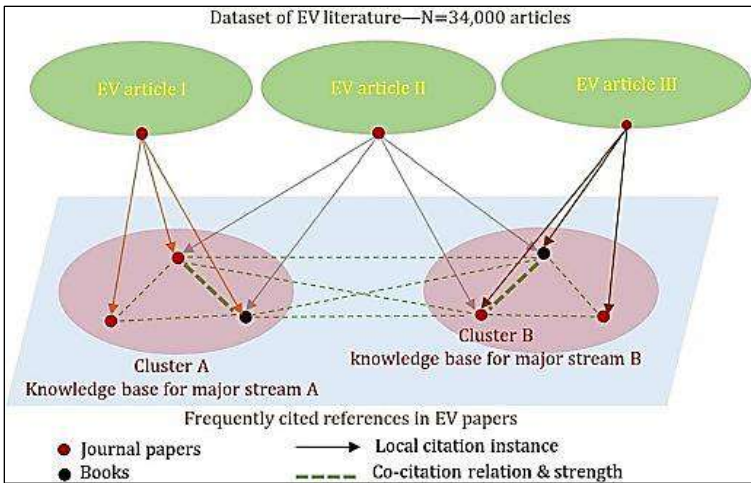 Dataset of EV literature—N=34,000 articles
EV article I
EV article II
EV article III
Cluster A
Knowledge base for major stream A
Cluster B
knowledge base for major stream B
Frequently cited references in EV papers
Journal papers
Local citation instance
Books
Co-citation relation & strength